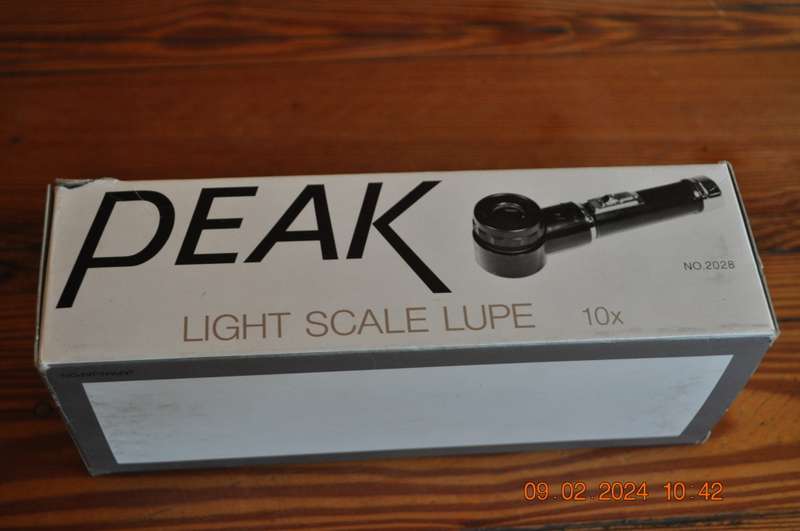 PEAK
NO.2028
LIGHT SCALE LUPE 10x
09.02.2024 10:42